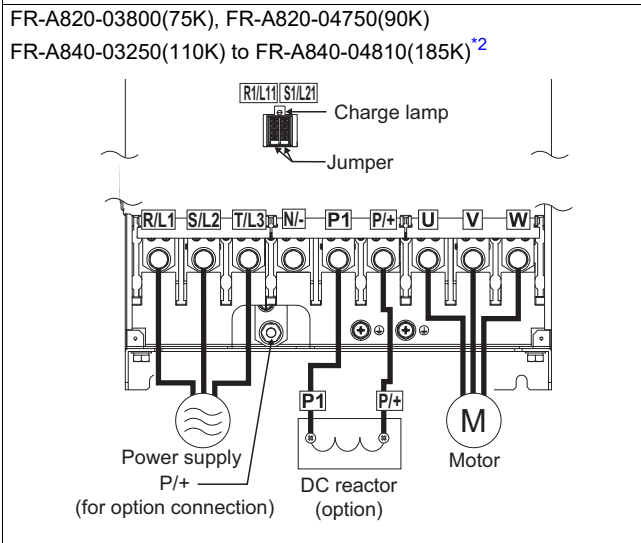 FR-A820-03800(75K), FR-A820-04750(90K)
FR-A840-03250(110K) to FR-A840-04810(185K)*2
R1/L11 S1/L21
Charge lamp
Jumper
R/L1 S/L2 T/L3 N/- P1 P/+ U V W
P1 P/+
M
Power supply
Motor
P/+
(for option connection)
DC reactor
(option)